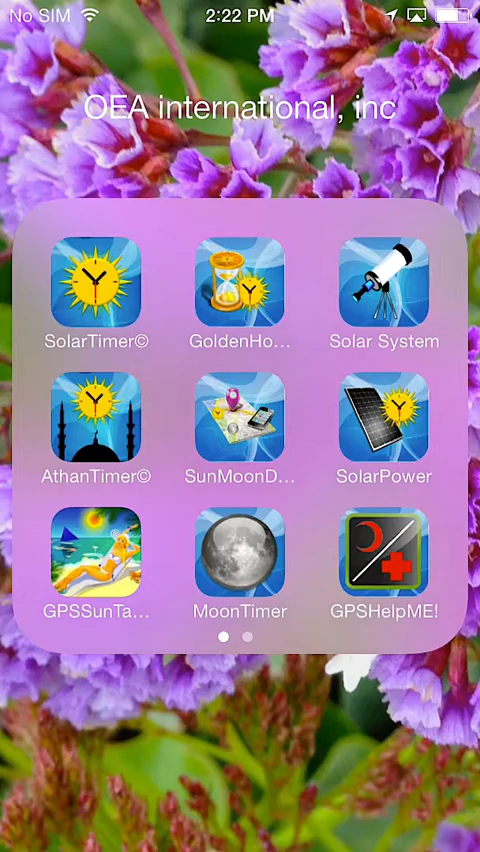 No SIM 2:22 PM
OEA international, inc
SolarTimer© GoldenHo... Solar System
AthanTimer© SunMoonD... SolarPower
GPSSunTa... MoonTimer GPSHelpME!